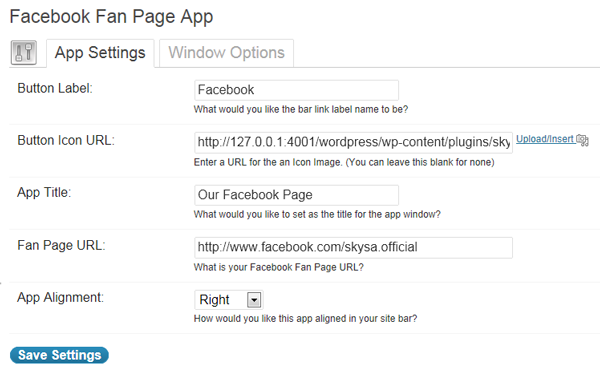 Facebook Fan Page App
App Settings Window Options
Button Label: Facebook
What would you like the bar link label name to be?
Button Icon URL: http://127.0.0.1:4001/wordpress/wp-content/plugins/sky Upload/Insert
Enter a URL for the an Icon Image. (You can leave this blank for none)
App Title: Our Facebook Page
What would you like to set as the title for the app window?
Fan Page URL: http://www.facebook.com/skysa.official
What is your Facebook Fan Page URL?
App Alignment: Right
How would you like this app aligned in your site bar?
Save Settings